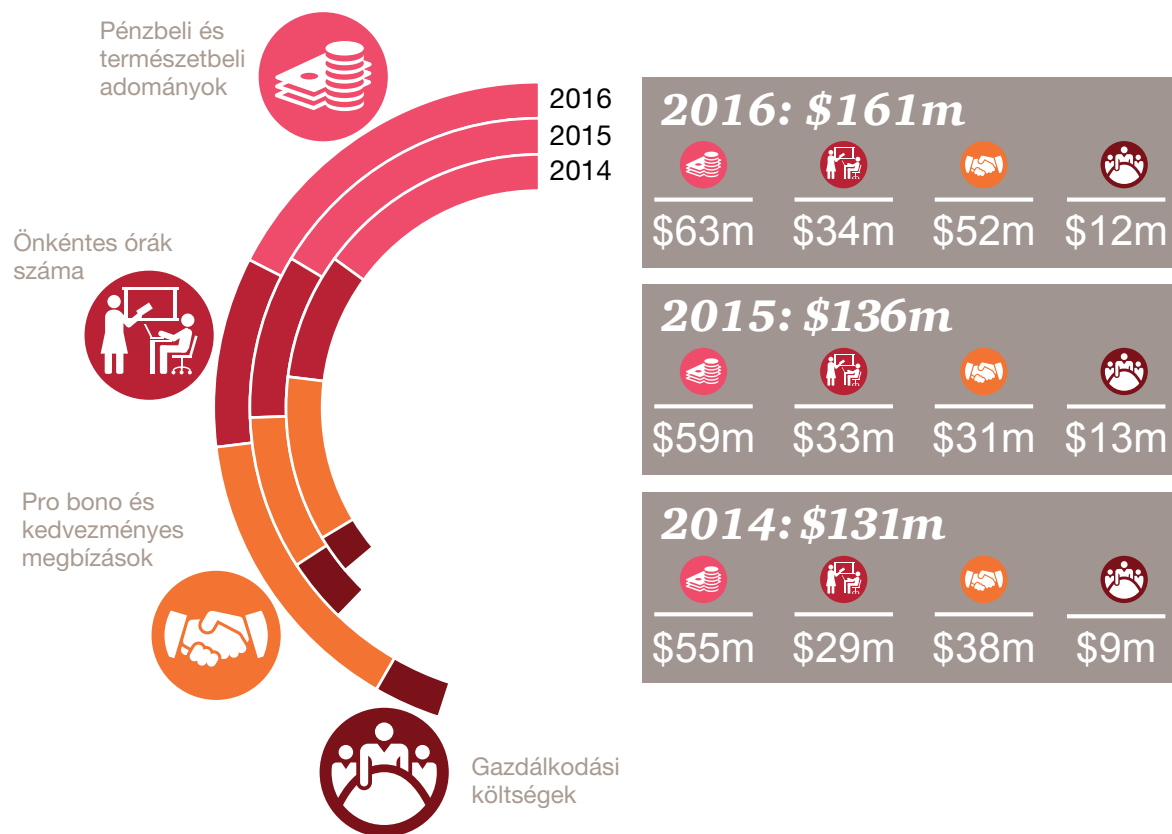 Pénzbeli és
természetbeli
adományok
2016
2015
2014
Önkéntes órák
száma
Pro bono és
kedvezményes
megbízások
Gazdálkodási
költségek
2016: $161m
$63m $34m $52m $12m
2015: $136m
$59m $33m $31m $13m
2014: $131m
$55m $29m $38m $9m